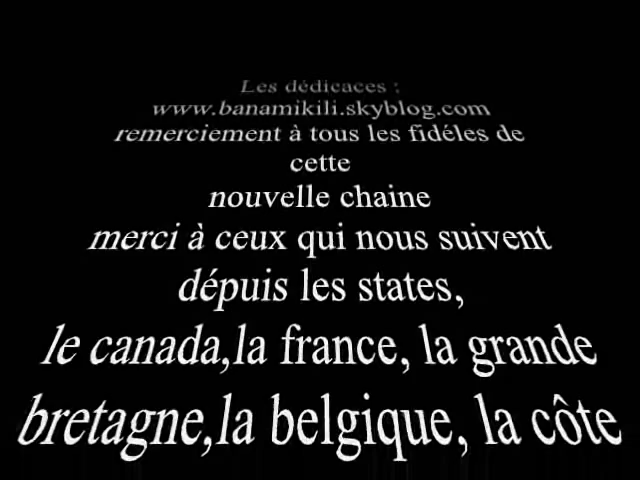 Les dédicaces :
www.banamikili.skyblog.com
remerciement à tous les fidéles de
cette
nouvelle chaine
merci à ceux qui nous suivent
dépuis les states,
le canada,la france, la grande
bretagne,la belgique, la côte